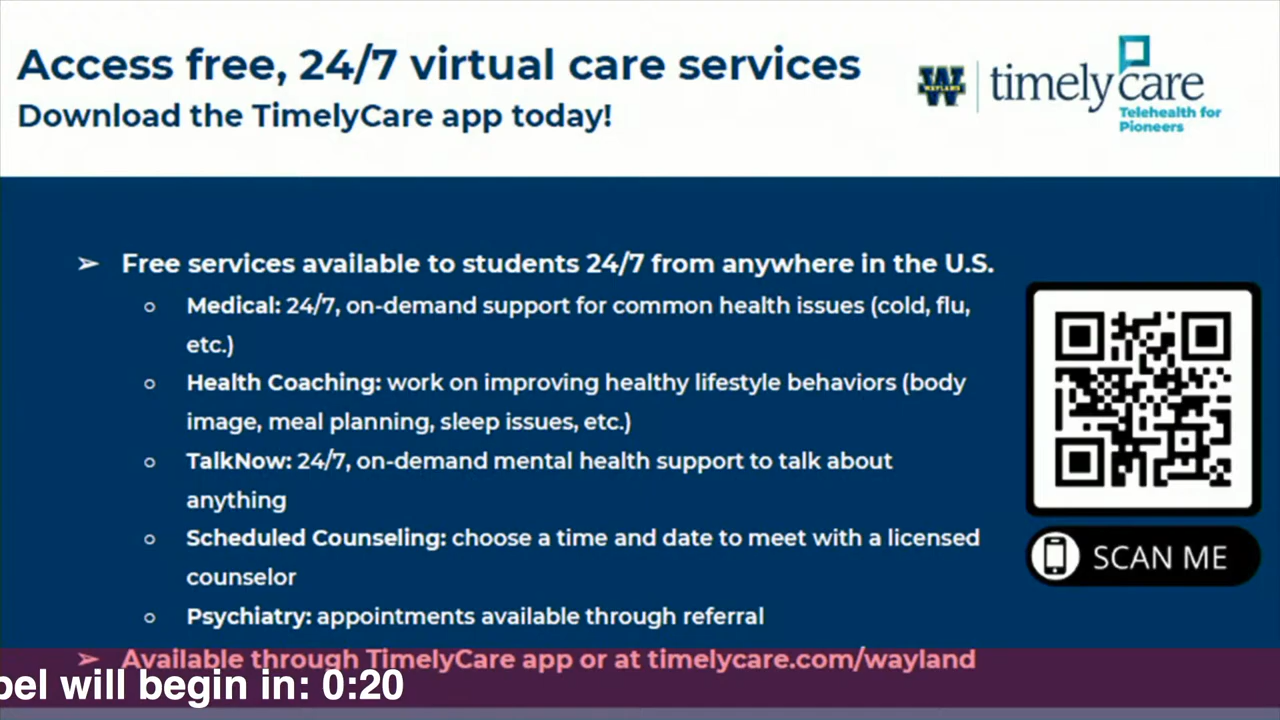 Access free, 24/7 virtual care services
Download the TimelyCare app today!
W
WAYLAND
timelycare
Telehealth for
Pioneers
➢ Free services available to students 24/7 from anywhere in the U.S.
Medical: 24/7, on-demand support for common health issues (cold, flu,
etc.)
Health Coaching: work on improving healthy lifestyle behaviors (body
image, meal planning, sleep issues, etc.)
TalkNow: 24/7, on-demand mental health support to talk about
anything
Scheduled Counseling: choose a time and date to meet with a licensed
counselor
Psychiatry: appointments available through referral
SCAN ME
➢ Available through TimelyCare app or at timelycare.com/wayland
pel will begin in: 0:20